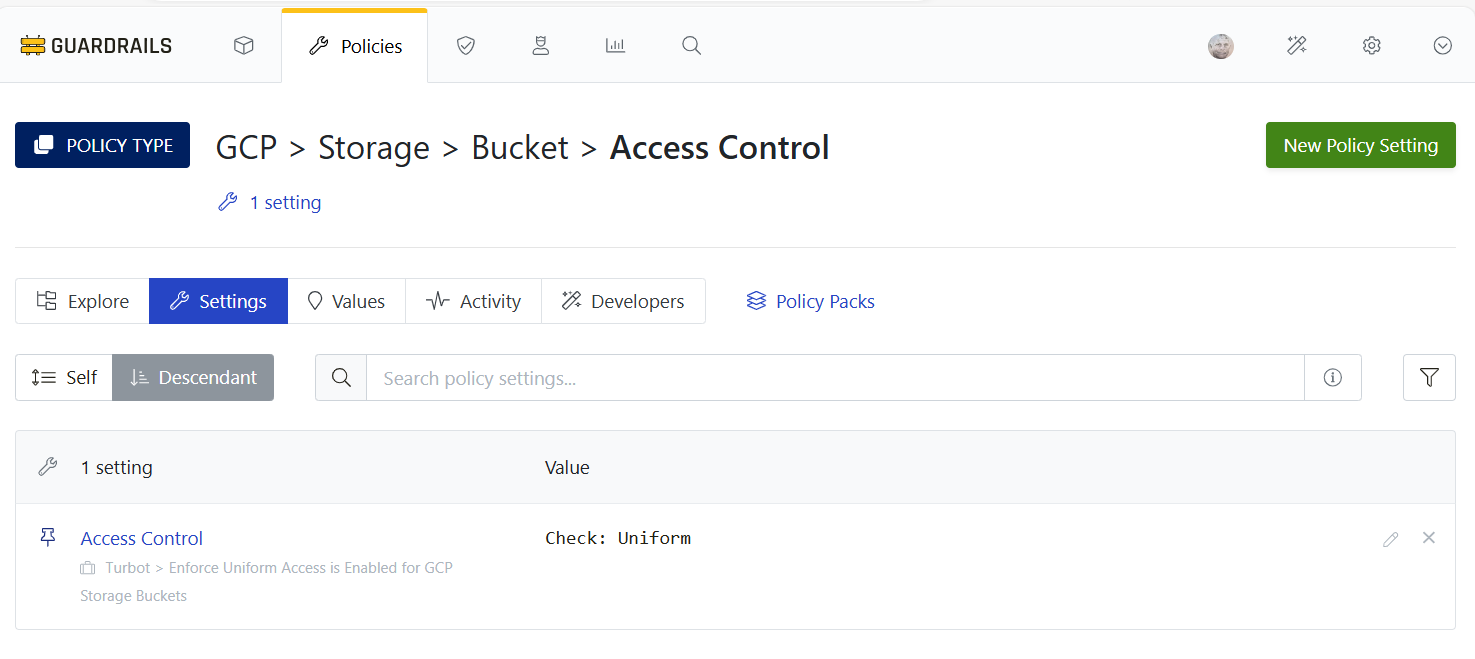 GUARDRAILS
Policies
POLICY TYPE
GCP > Storage > Bucket > Access Control
New Policy Setting
1 setting
Explore
Settings
Values
Activity
Developers
Policy Packs
Self
Descendant
Search policy settings...
1 setting
Value
Access Control
Check: Uniform
Turbot > Enforce Uniform Access is Enabled for GCP
Storage Buckets